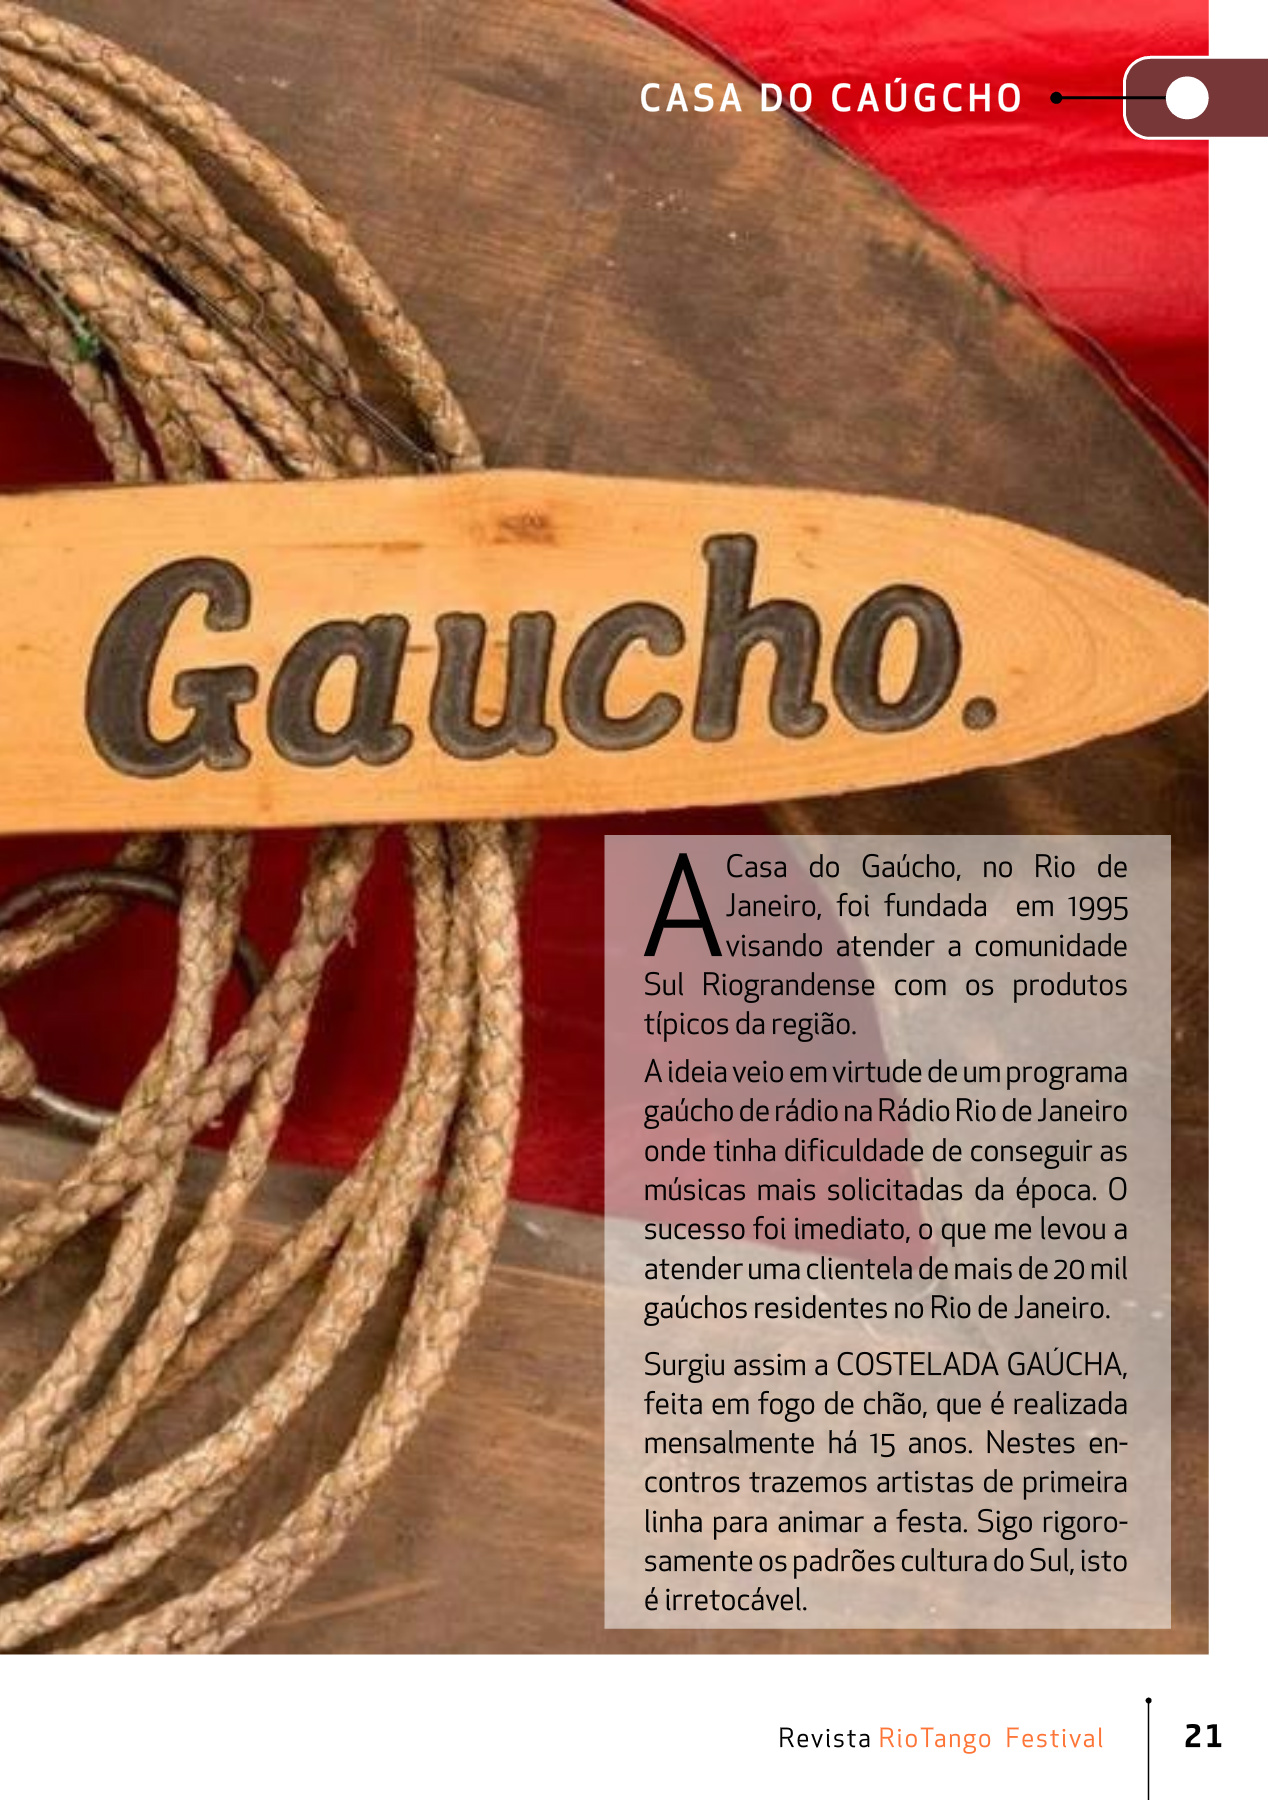 CASA DO CAÚGCHO
Gaucho.
A Casa do Gaúcho, no Rio de
Janeiro, foi fundada em 1995
visando atender a comunidade
Sul Riograndense com os produtos
típicos da região.
A ideia veio em virtude de um programa
gaúcho de rádio na Rádio Rio de Janeiro
onde tinha dificuldade de conseguir as
músicas mais solicitadas da época. O
sucesso foi imediato, o que me levou a
atender uma clientela de mais de 20 mil
gaúchos residentes no Rio de Janeiro.
Surgiu assim a COSTELADA GAÚCHA,
feita em fogo de chão, que é realizada
mensalmente há 15 anos. Nestes en-
contros trazemos artistas de primeira
linha para animar a festa. Sigo rigoro-
samente os padrões cultura do Sul, isto
é irretocável.
Revista RioTango Festival
21